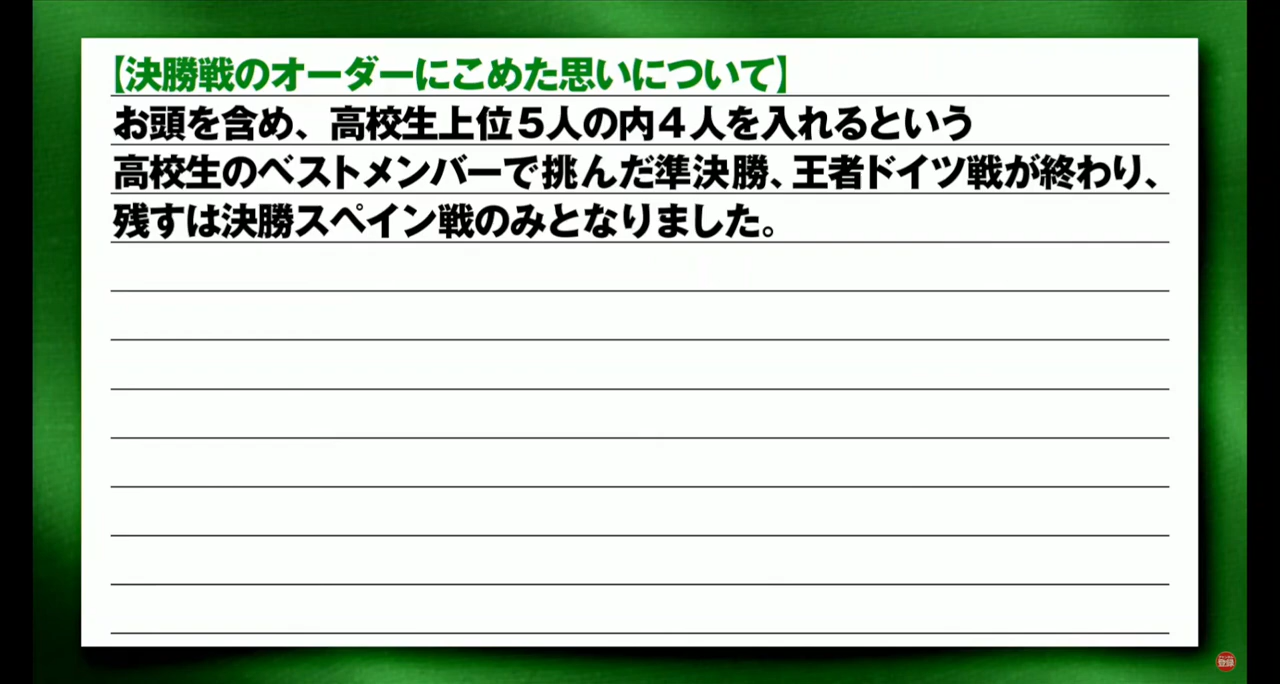 【決勝戦のオーダーにこめた思いについて】
お頭を含め、高校生上位５人の内４人を入れるという
高校生のベストメンバーで挑んだ準決勝、王者ドイツ戦が終わり、
残すは決勝スペイン戦のみとなりました。
登録